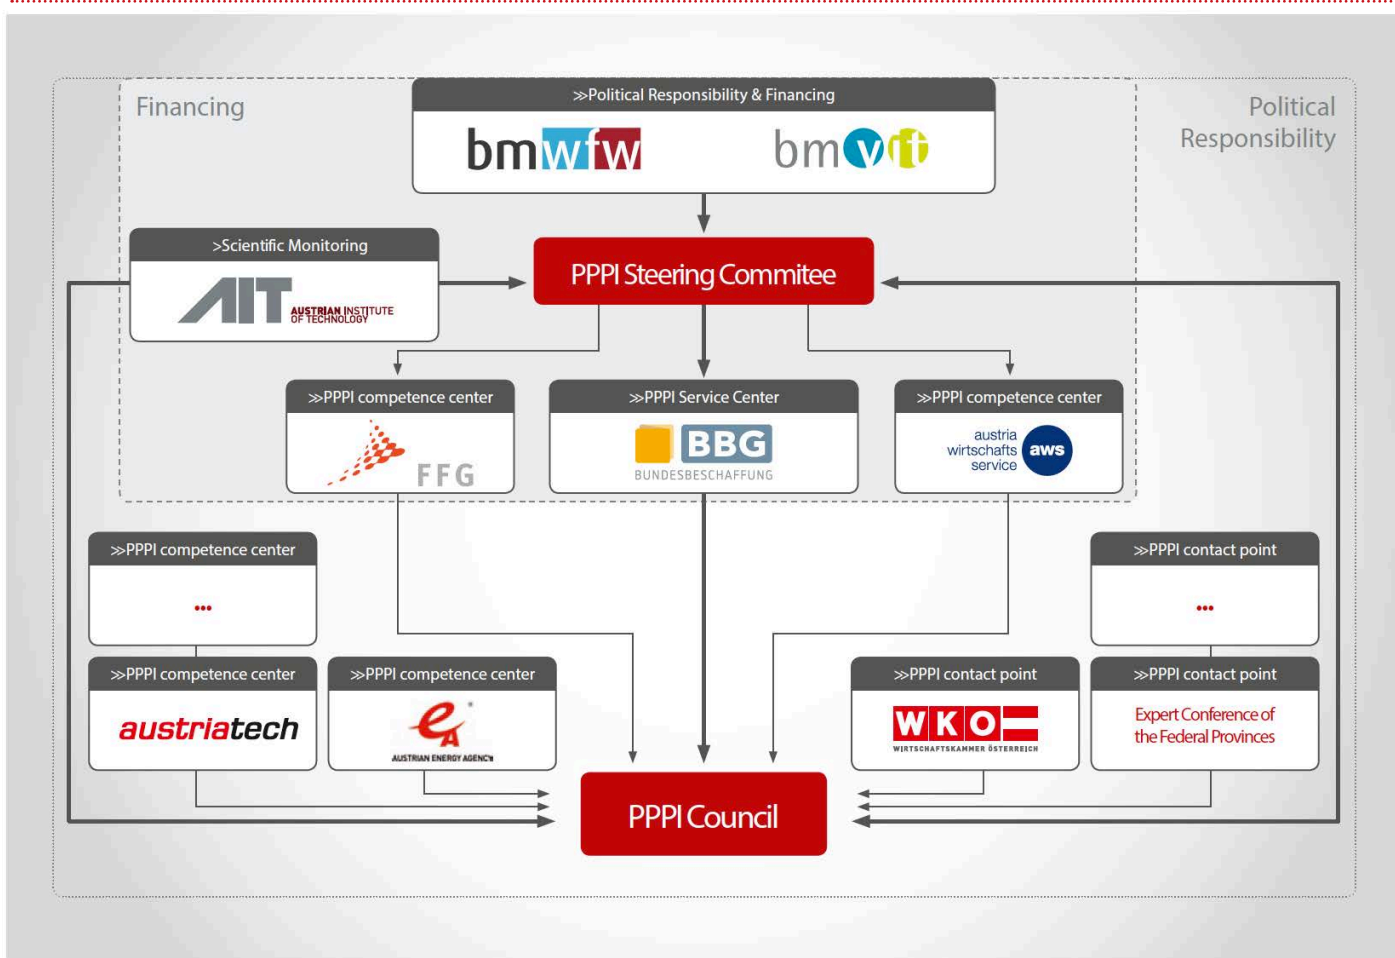 Financing
≫Political Responsibility & Financing
Political
Responsibility
bmwfw
bmvit
>Scientific Monitoring
AIT
AUSTRIAN INSTITUTE
OF TECHNOLOGY
PPPI Steering Commitee
≫PPPI competence center
FFG
≫PPPI Service Center
BBG
BUNDESBESCHAFFUNG
≫PPPI competence center
austria
wirtschafts
service
aws
≫PPPI competence center
...
≫PPPI contact point
...
≫PPPI competence center
austriatech
≫PPPI competence center
eA
AUSTRIAN ENERGY AGENCY
≫PPPI contact point
WKO
WIRTSCHAFTSKAMMER ÖSTERREICH
≫PPPI contact point
Expert Conference of
the Federal Provinces
PPPI Council